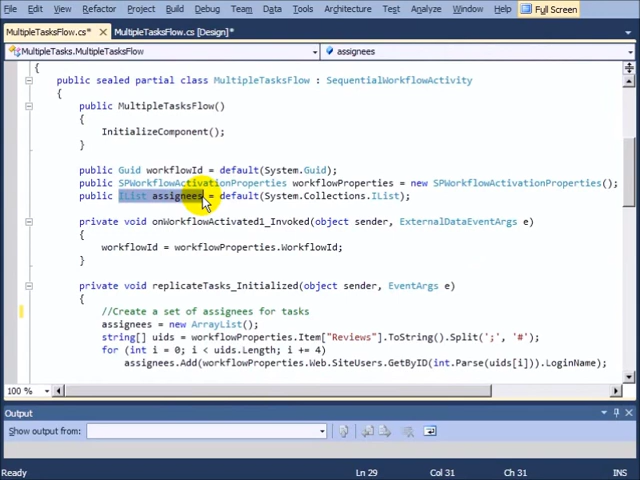 File Edit View Refactor Project Build Debug Team Data Tools Architecture Test Analyze Window Help Full Screen
MultipleTasksFlow.cs* MultipleTasksFlow.cs [Design]*
MultipleTasks.MultipleTasksFlow assignees
{
public sealed partial class MultipleTasksFlow : SequentialWorkflowActivity
{
public MultipleTasksFlow()
{
InitializeComponent();
}
public Guid workflowId = default(System.Guid);
public SPWorkflowActivationProperties workflowProperties = new SPWorkflowActivationProperties();
public IList assignees = default(System.Collections.IList);
private void onWorkflowActivated1_Invoked(object sender, ExternalDataEventArgs e)
{
workflowId = workflowProperties.WorkflowId;
}
private void replicateTasks_Initialized(object sender, EventArgs e)
{
//Create a set of assignees for tasks
assignees = new ArrayList();
string[] uids = workflowProperties.Item["Reviews"].ToString().Split(';', '#');
for (int i = 0; i < uids.Length; i += 4)
assignees.Add(workflowProperties.Web.SiteUsers.GetByID(int.Parse(uids[i])).LoginName);
100 %
Output
Show output from:
Ready Ln 29 Col 31 Ch 31